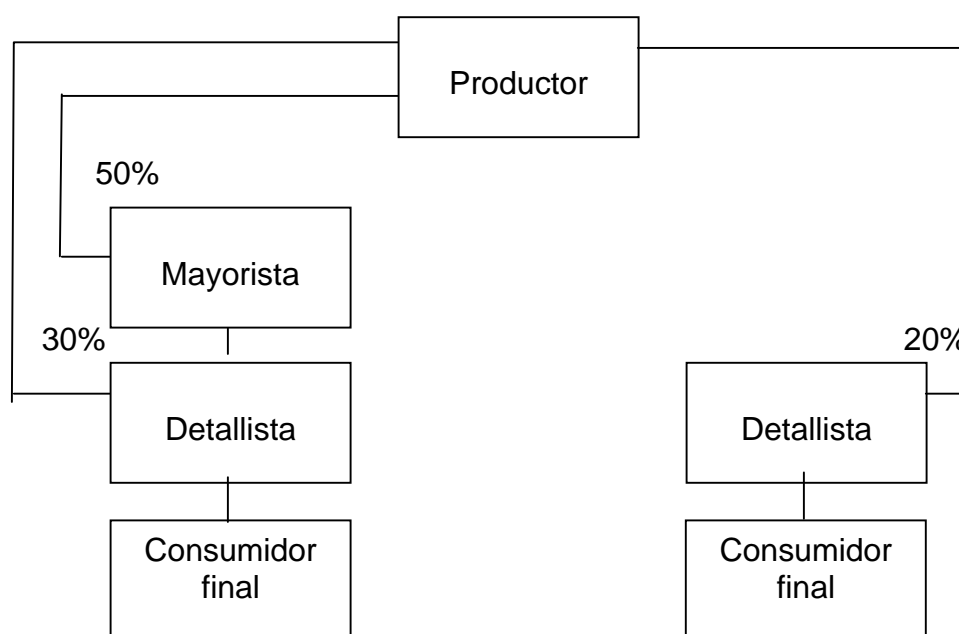 Productor
50%
Mayorista
30%
20%
Detallista
Detallista
Consumidor
final
Consumidor
final